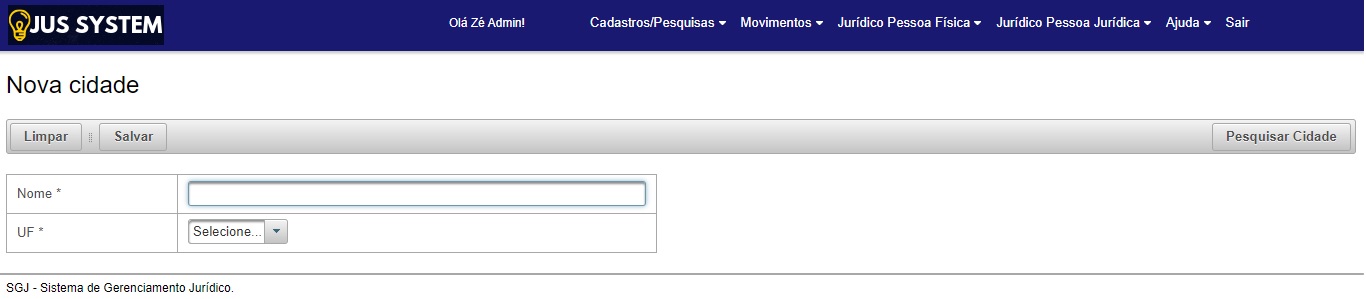 JUS SYSTEM
Olá Zé Admin! Cadastros/Pesquisas Movimentos Jurídico Pessoa Física Jurídico Pessoa Jurídica Ajuda Sair
Nova cidade
Limpar Salvar Pesquisar Cidade
Nome *
UF * Selecione...
SGJ - Sistema de Gerenciamento Jurídico.